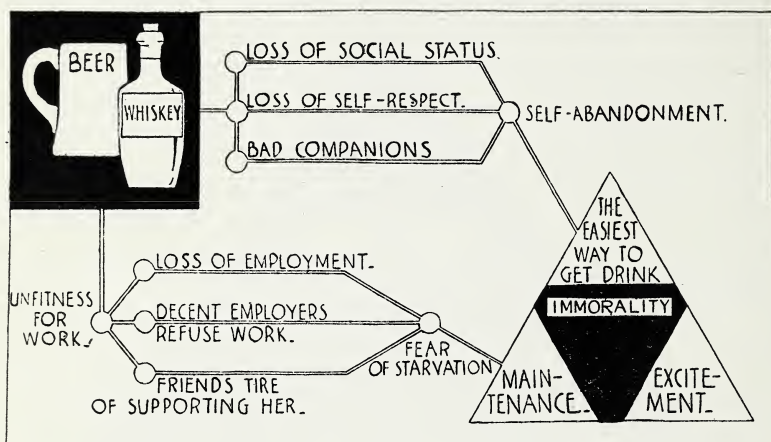 BEER
WHISKEY
LOSS OF SOCIAL STATUS.
LOSS OF SELF-RESPECT.
BAD COMPANIONS
SELF-ABANDONMENT.
UNFITNESS
FOR
WORK.
LOSS OF EMPLOYMENT.
DECENT EMPLOYERS
REFUSE WORK.
FRIENDS TIRE
OF SUPPORTING HER.
FEAR
OF STARVATION
THE
EASIEST
WAY TO
GET DRINK
IMMORALITY
MAIN-
TENANCE.
EXCITE-
MENT.